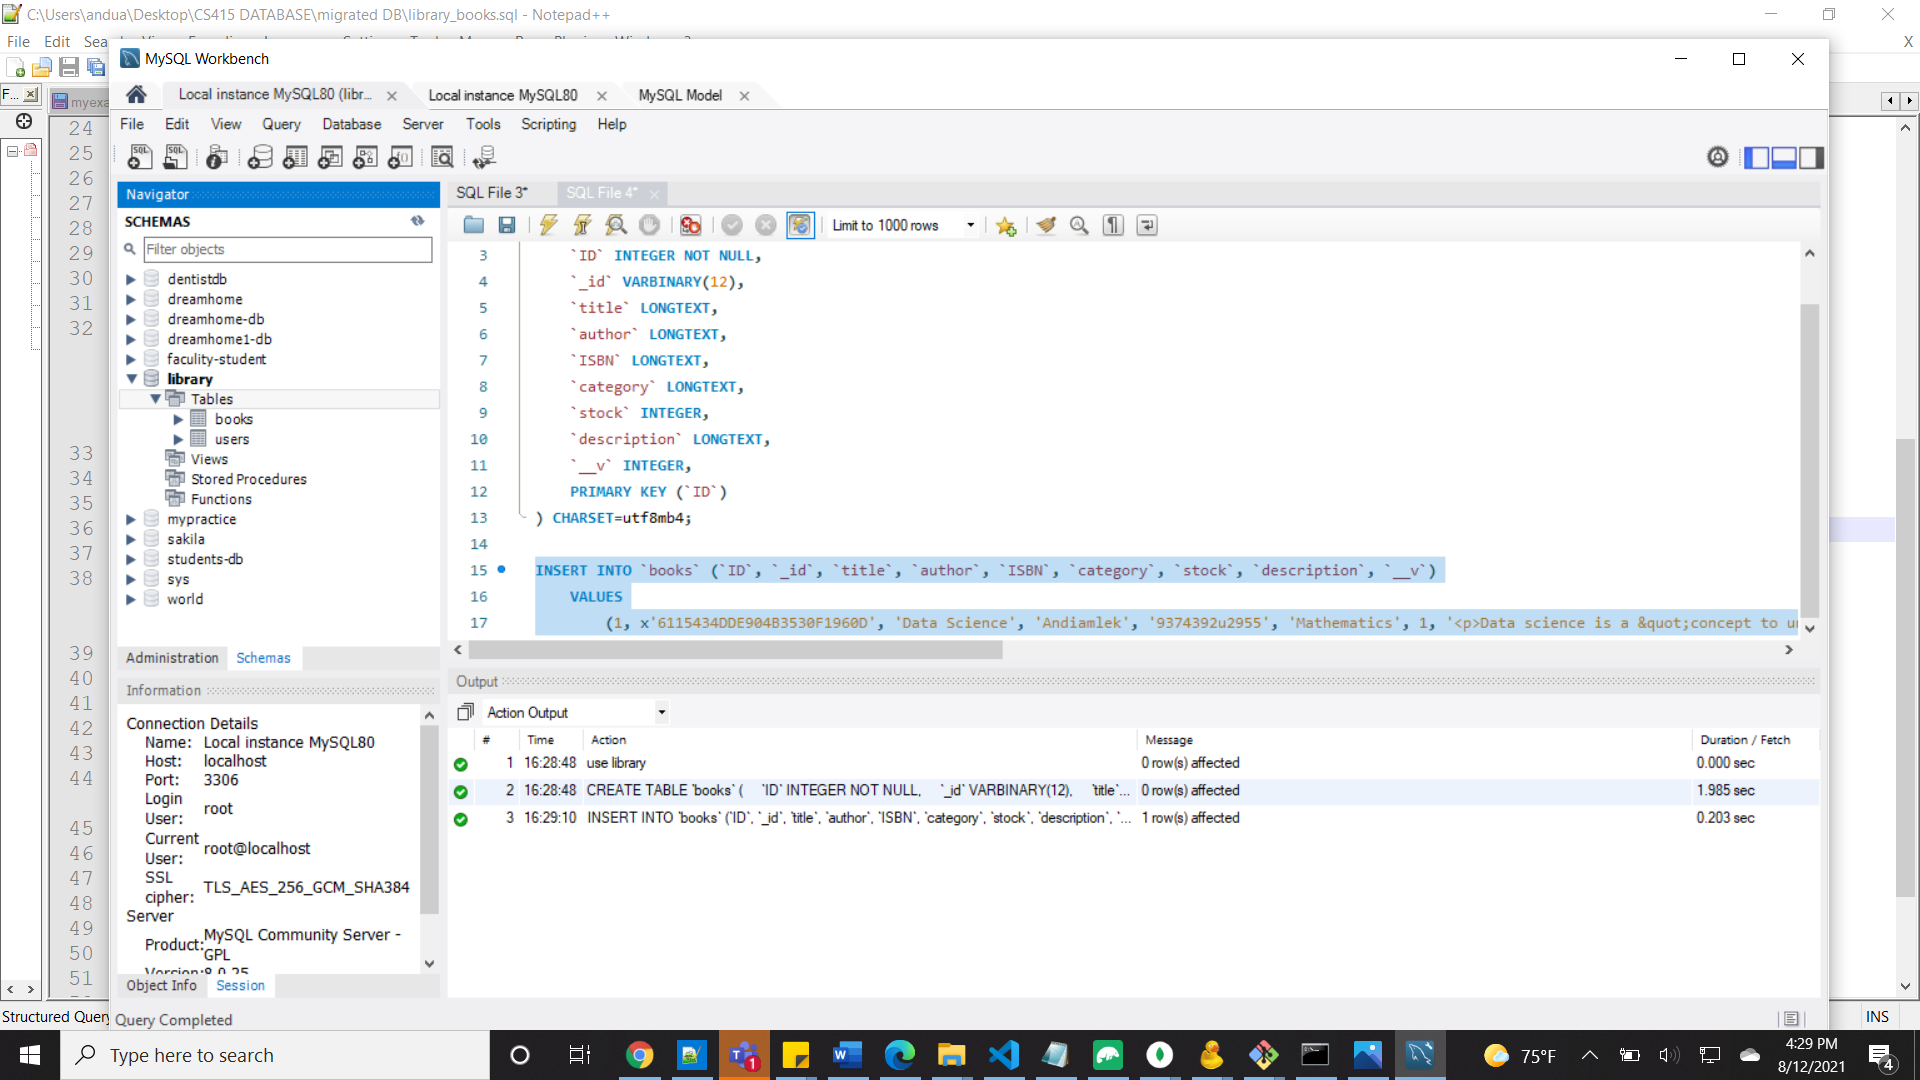 C:\Users\andua\Desktop\CS415 DATABASE\migrated DB\library_books.sql - Notepad++
File Edit Sea
X
MySQL Workbench
F...
myexa
Local instance MySQL80 (libr...
Local instance MySQL80
MySQL Model
File Edit View Query Database Server Tools Scripting Help
24
25
26
27
28
29
30
31
32
33
34
35
36
37
38
39
40
41
42
43
44
45
46
47
48
49
50
51
Navigator
SCHEMAS
Filter objects
dentistdb
dreamhome
dreamhome-db
dreamhome1-db
faculity-student
library
Tables
books
users
Views
Stored Procedures
Functions
mypractice
sakila
students-db
sys
world
Administration Schemas
Information
Connection Details
Name: Local instance MySQL80
Host: localhost
Port: 3306
Login User: root
Current User: root@localhost
SSL cipher: TLS_AES_256_GCM_SHA384
Server
Product: MySQL Community Server - GPL
Version: 8.0.25
Object Info Session
SQL File 3*
SQL File 4*
Limit to 1000 rows
3 `ID` INTEGER NOT NULL,
4 `_id` VARBINARY(12),
5 `title` LONGTEXT,
6 `author` LONGTEXT,
7 `ISBN` LONGTEXT,
8 `category` LONGTEXT,
9 `stock` INTEGER,
10 `description` LONGTEXT,
11 `__v` INTEGER,
12 PRIMARY KEY (`ID`)
13 ) CHARSET=utf8mb4;
14
15 INSERT INTO `books` (`ID`, `_id`, `title`, `author`, `ISBN`, `category`, `stock`, `description`, `__v`)
16 VALUES
17 (1, x'6115434DDE904B3530F1960D', 'Data Science', 'Andiamlek', '9374392u2955', 'Mathematics', 1, '<p>Data science is a &quot;concept to u
Output
Action Output
# Time Action Message Duration / Fetch
1 16:28:48 use library 0 row(s) affected 0.000 sec
2 16:28:48 CREATE TABLE `books` ( `ID` INTEGER NOT NULL, `_id` VARBINARY(12), `title`... 0 row(s) affected 1.985 sec
3 16:29:10 INSERT INTO `books` (`ID`, `_id`, `title`, `author`, `ISBN`, `category`, `stock`, `description`, `... 1 row(s) affected 0.203 sec
Query Completed
Structured Query
INS
Type here to search
1
75°F
4:29 PM
8/12/2021
4